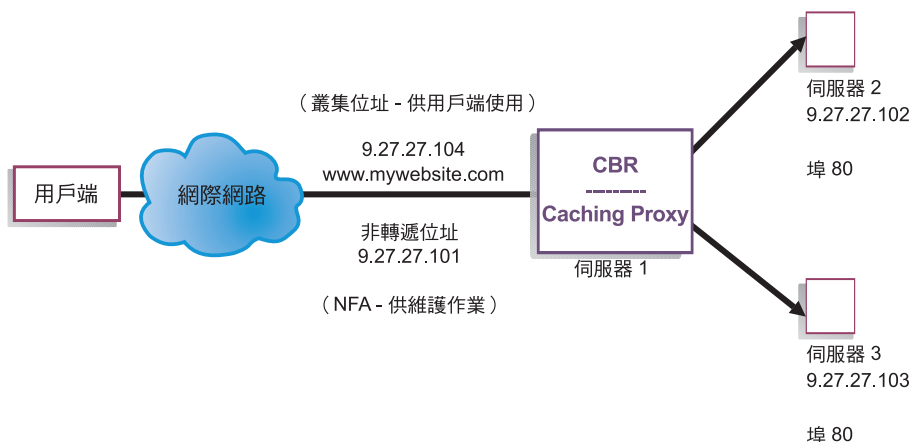 用戶端
網際網路
（叢集位址 - 供用戶端使用）
9.27.27.104
www.mywebsite.com
非轉遞位址
9.27.27.101
（NFA - 供維護作業）
CBR
--------
Caching Proxy
伺服器 1
伺服器 2
9.27.27.102
埠 80
伺服器 3
9.27.27.103
埠 80